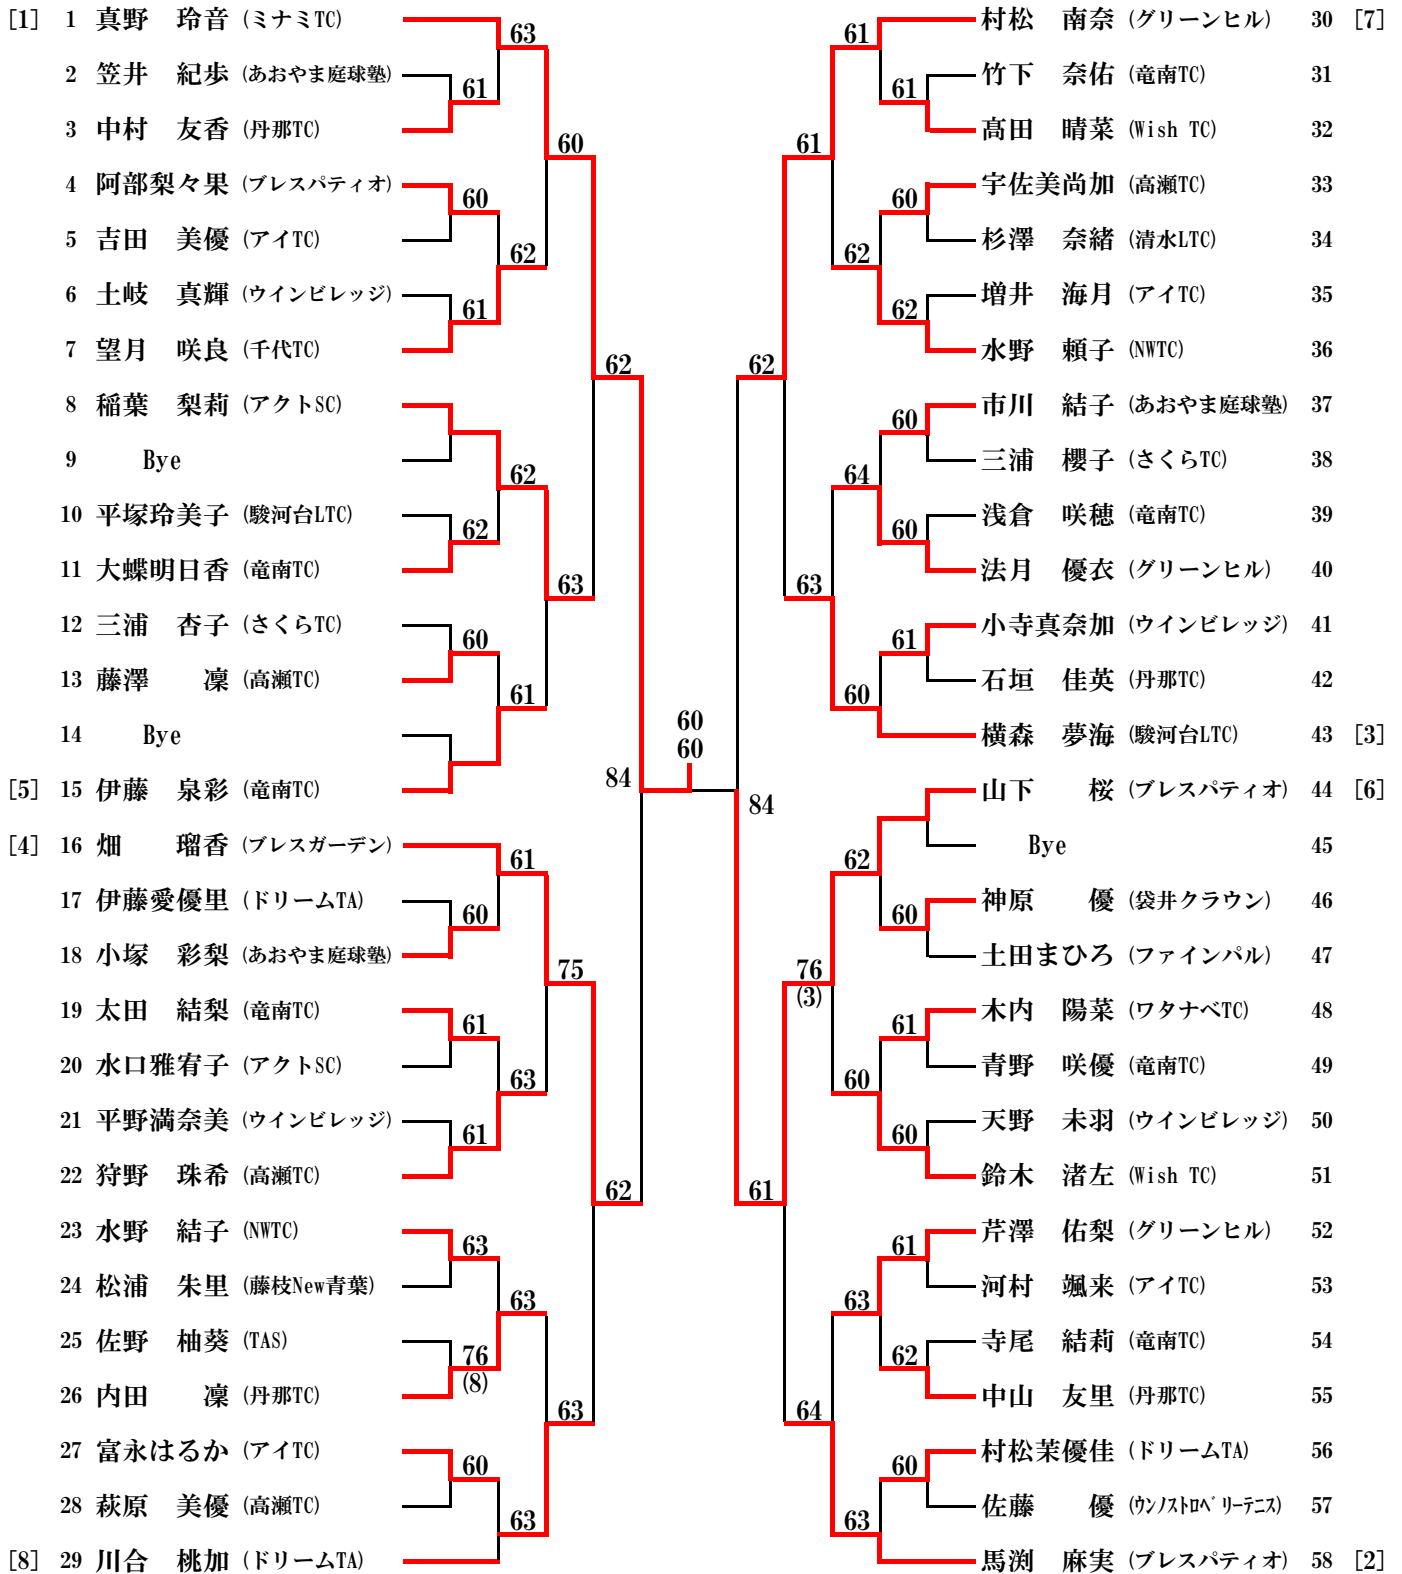 [1] 1 真野　玲音 (ミナミTC)
2 笠井　紀歩 (あおやま庭球塾)
3 中村　友香 (丹那TC)
4 阿部梨々果 (ブレスパティオ)
5 吉田　美優 (アイTC)
6 土岐　真輝 (ウインビレッジ)
7 望月　咲良 (千代TC)
8 稲葉　梨莉 (アクトSC)
9 Bye
10 平塚玲美子 (駿河台LTC)
11 大蝶明日香 (竜南TC)
12 三浦　杏子 (さくらTC)
13 藤澤　凜 (高瀬TC)
14 Bye
[5] 15 伊藤　泉彩 (竜南TC)
[4] 16 畑　瑠香 (ブレスガーデン)
17 伊藤愛優里 (ドリームTA)
18 小塚　彩梨 (あおやま庭球塾)
19 太田　結梨 (竜南TC)
20 水口雅宥子 (アクトSC)
21 平野満奈美 (ウインビレッジ)
22 狩野　珠希 (高瀬TC)
23 水野　結子 (NWTC)
24 松浦　朱里 (藤枝New青葉)
25 佐野　柚葵 (TAS)
26 内田　凜 (丹那TC)
27 富永はるか (アイTC)
28 萩原　美優 (高瀬TC)
[8] 29 川合　桃加 (ドリームTA)
61
60
61
62
60
60
61
61
63
76
(8)
60
63
62
62
61
61
63
63
63
60
63
75
63
62
62
84
60
60
84
62
61
61
63
76
(3)
64
61
62
64
60
62
60
63
63
61
60
62
60
60
61
60
61
60
61
62
60
村松　南奈 (グリーンヒル) 30 [7]
竹下　奈佑 (竜南TC) 31
髙田　晴菜 (Wish TC) 32
宇佐美尚加 (高瀬TC) 33
杉澤　奈緒 (清水LTC) 34
増井　海月 (アイTC) 35
水野　頼子 (NWTC) 36
市川　結子 (あおやま庭球塾) 37
三浦　櫻子 (さくらTC) 38
浅倉　咲穂 (竜南TC) 39
法月　優衣 (グリーンヒル) 40
小寺真奈加 (ウインビレッジ) 41
石垣　佳英 (丹那TC) 42
横森　夢海 (駿河台LTC) 43 [3]
山下　桜 (ブレスパティオ) 44 [6]
Bye 45
神原　優 (袋井クラウン) 46
土田まひろ (ファインパル) 47
木内　陽菜 (ワタナベTC) 48
青野　咲優 (竜南TC) 49
天野　未羽 (ウインビレッジ) 50
鈴木　渚左 (Wish TC) 51
芹澤　佑梨 (グリーンヒル) 52
河村　颯来 (アイTC) 53
寺尾　結莉 (竜南TC) 54
中山　友里 (丹那TC) 55
村松茉優佳 (ドリームTA) 56
佐藤　優 (ウンノストロベリーテニス) 57
馬渕　麻実 (ブレスパティオ) 58 [2]